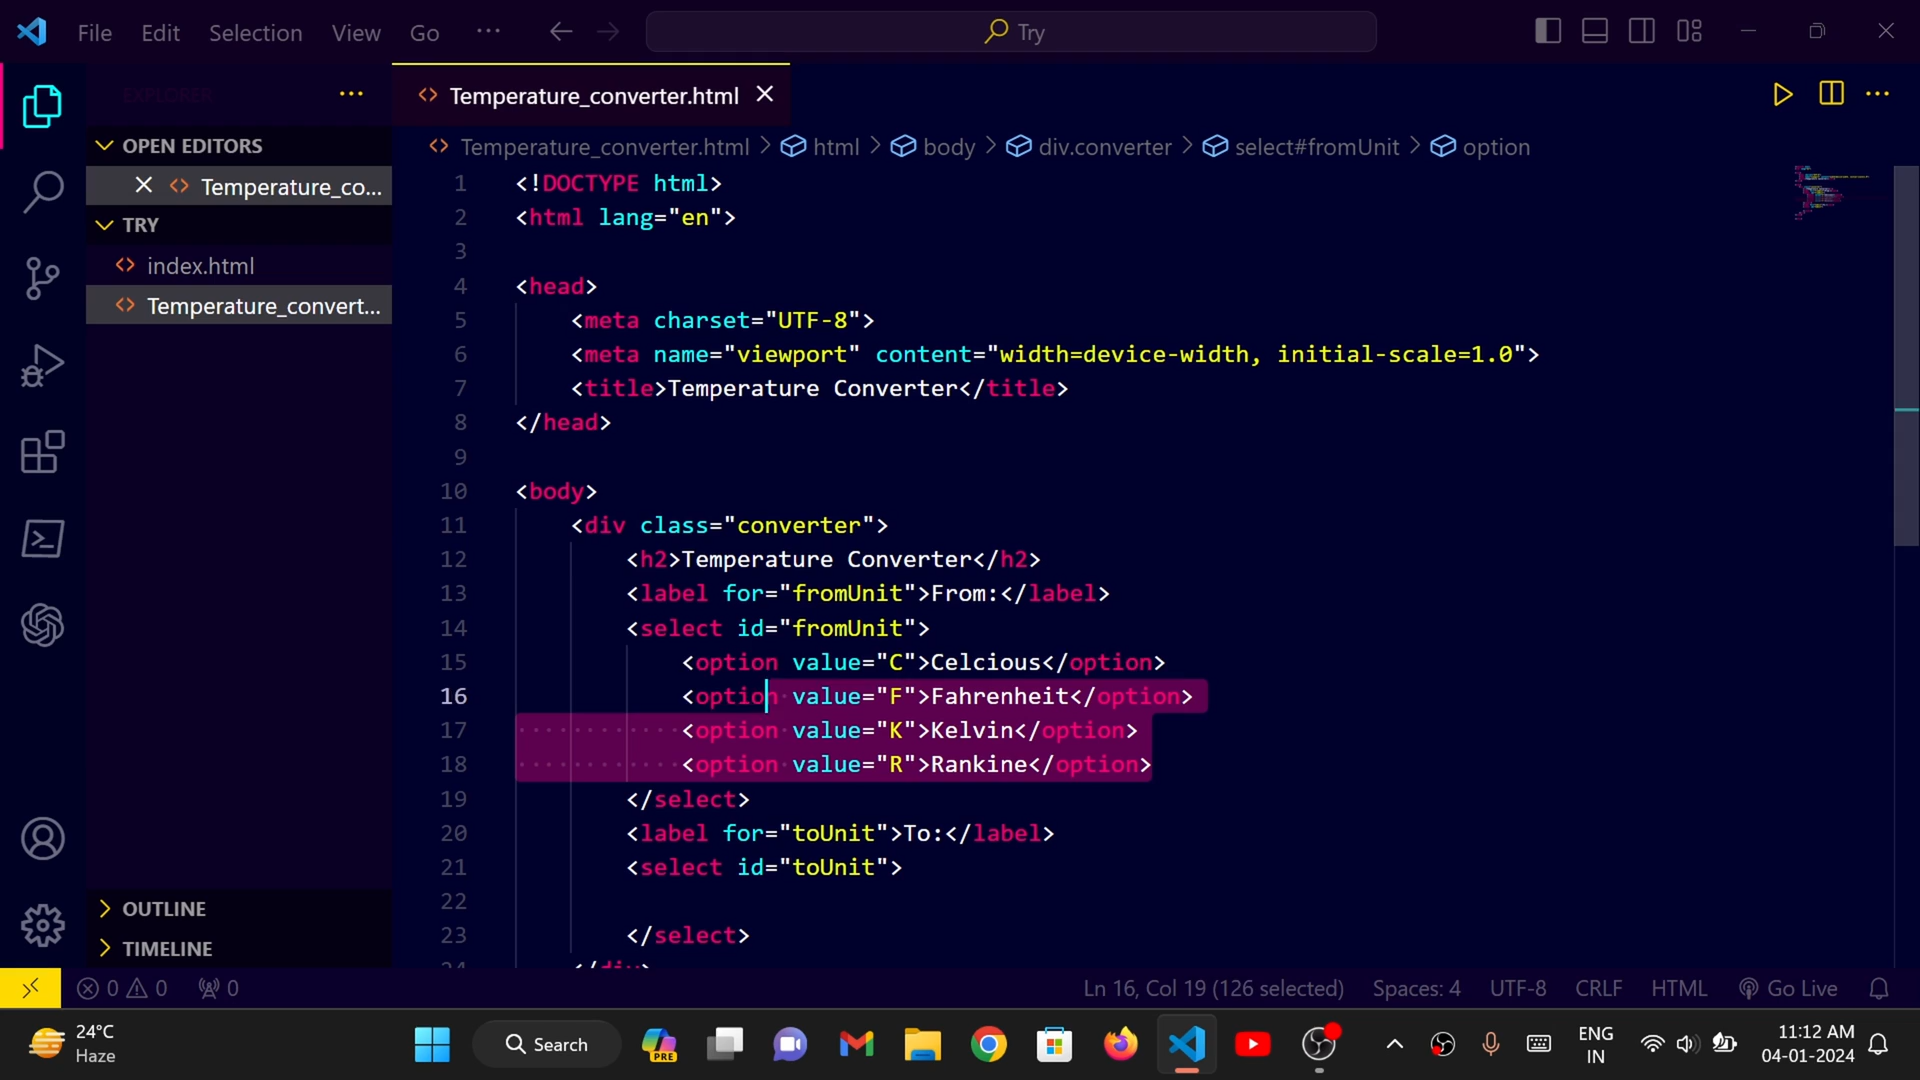 File Edit Selection View Go ··· Try
EXPLORER
Temperature_converter.html
OPEN EDITORS
Temperature_converter.html > html > body > div.converter > select#fromUnit > option
Temperature_co...
TRY
index.html
Temperature_convert...
1 <!DOCTYPE html>
2 <html lang="en">
3
4 <head>
5 <meta charset="UTF-8">
6 <meta name="viewport" content="width=device-width, initial-scale=1.0">
7 <title>Temperature Converter</title>
8 </head>
9
10 <body>
11 <div class="converter">
12 <h2>Temperature Converter</h2>
13 <label for="fromUnit">From:</label>
14 <select id="fromUnit">
15 <option value="C">Celcious</option>
16 <option value="F">Fahrenheit</option>
17 <option value="K">Kelvin</option>
18 <option value="R">Rankine</option>
19 </select>
20 <label for="toUnit">To:</label>
21 <select id="toUnit">
22
23 </select>
24 </div>
OUTLINE
TIMELINE
0 0 0 Ln 16, Col 19 (126 selected) Spaces: 4 UTF-8 CRLF HTML Go Live
24°C
Haze
Search
PRE
ENG
IN
11:12 AM
04-01-2024